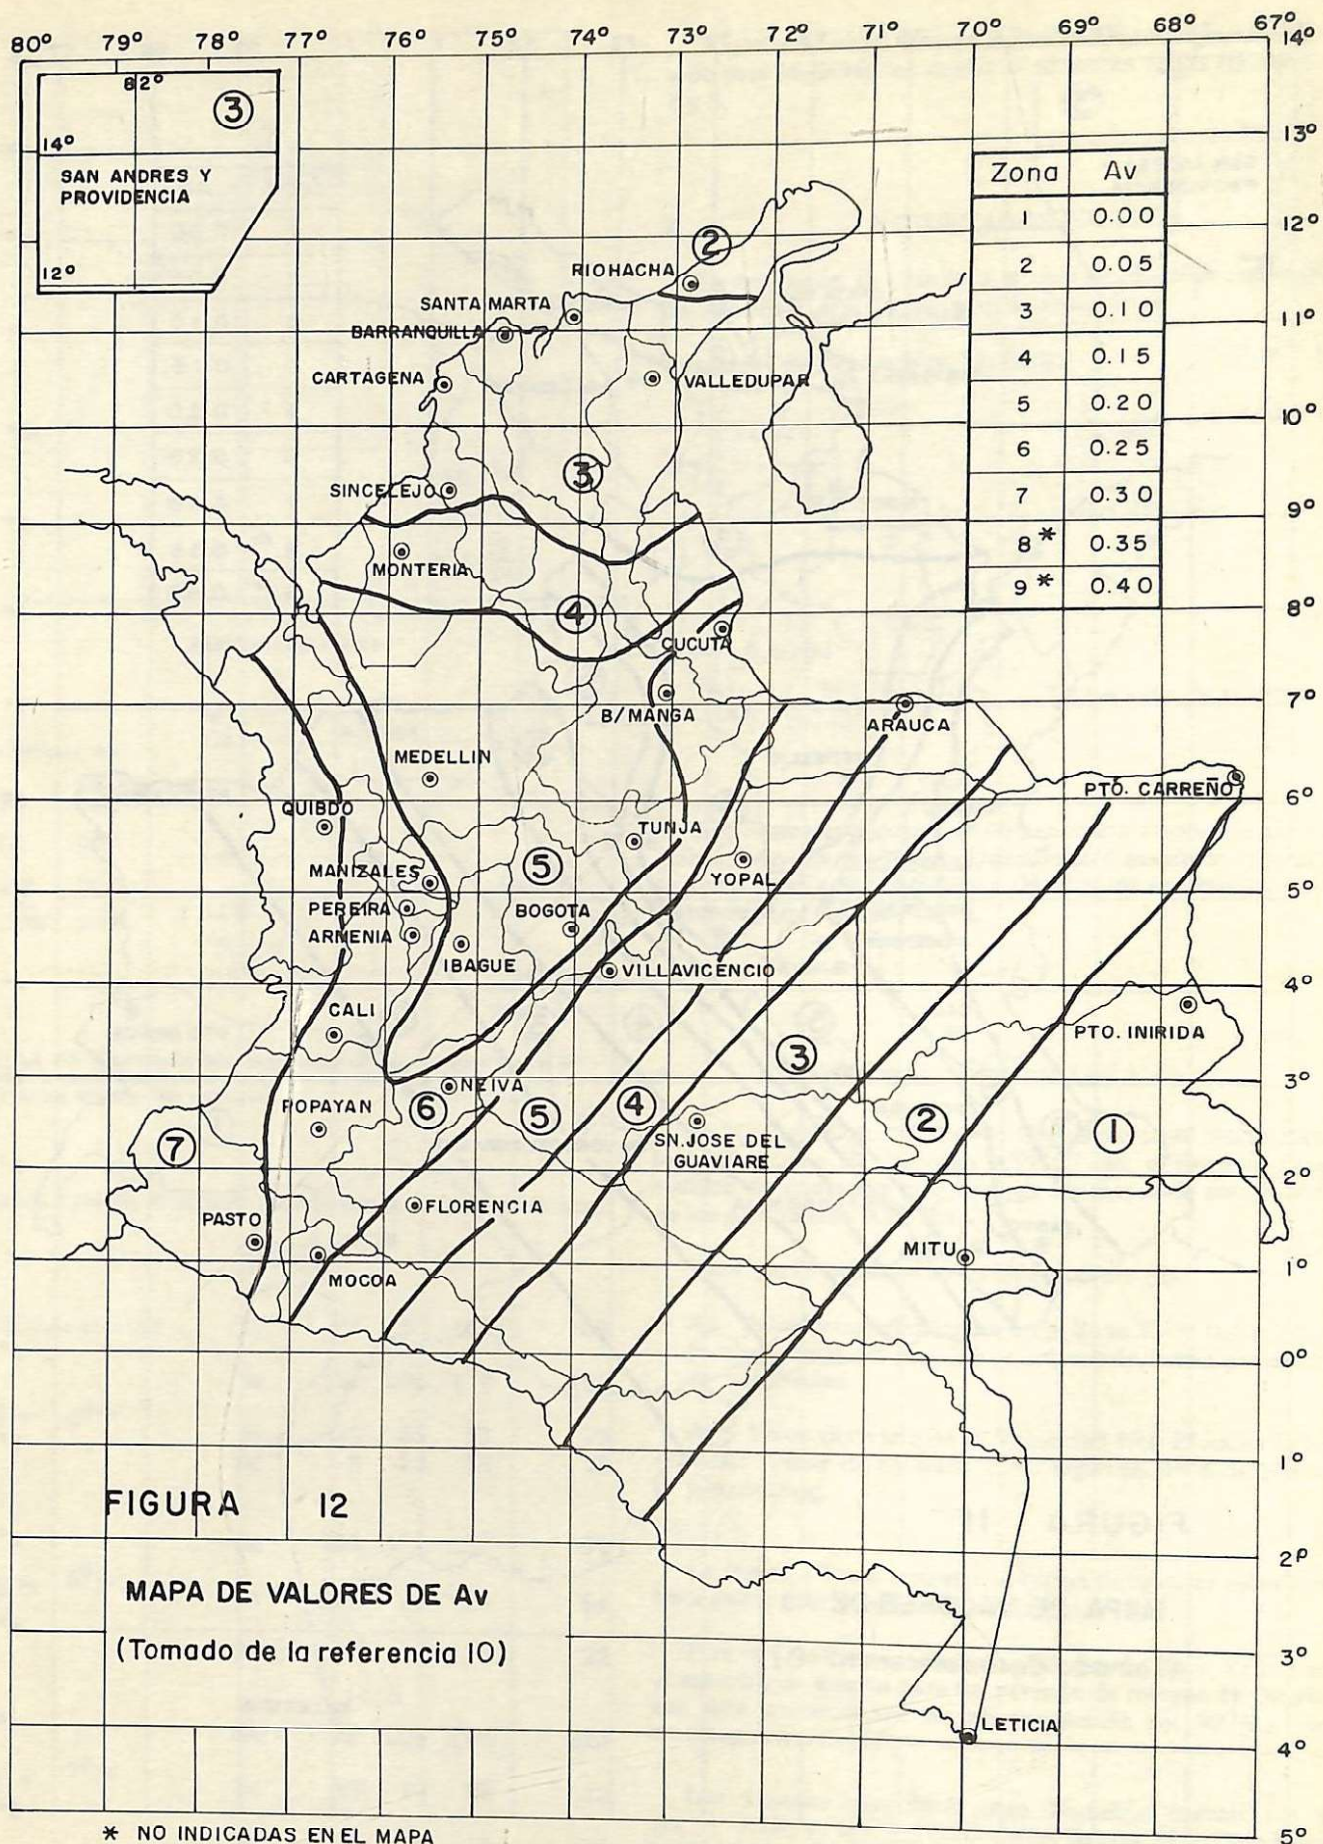 80° 79° 78° 77° 76° 75° 74° 73° 72° 71° 70° 69° 68° 67°
14°
82°
3
14°
SAN ANDRES Y
PROVIDENCIA
12°
13°
Zona Av
1 0.00
2 0.05
3 0.10
4 0.15
5 0.20
6 0.25
7 0.30
8* 0.35
9* 0.40
12°
2
RIOHACHA
SANTA MARTA
11°
BARRANQUILLA
CARTAGENA
VALLEDUPAR
10°
3
SINCELEJO
9°
MONTERIA
4
8°
CUCUTA
7°
B/MANGA
ARAUCA
MEDELLIN
PTO. CARREÑO
6°
QUIBDO
TUNJA
MANIZALES
5
YOPAL
5°
PEREIRA
BOGOTA
ARMENIA
IBAGUE
VILLAVICENCIO
4°
CALI
PTO. INIRIDA
3
3°
NEIVA
POPAYAN
6
5
4
SN. JOSE DEL
GUAVIARE
2
1
7
2°
FLORENCIA
PASTO
MITU
MOCOA
1°
0°
1°
FIGURA 12
2°
MAPA DE VALORES DE Av
(Tomado de la referencia 10)
3°
LETICIA
4°
* NO INDICADAS EN EL MAPA
5°